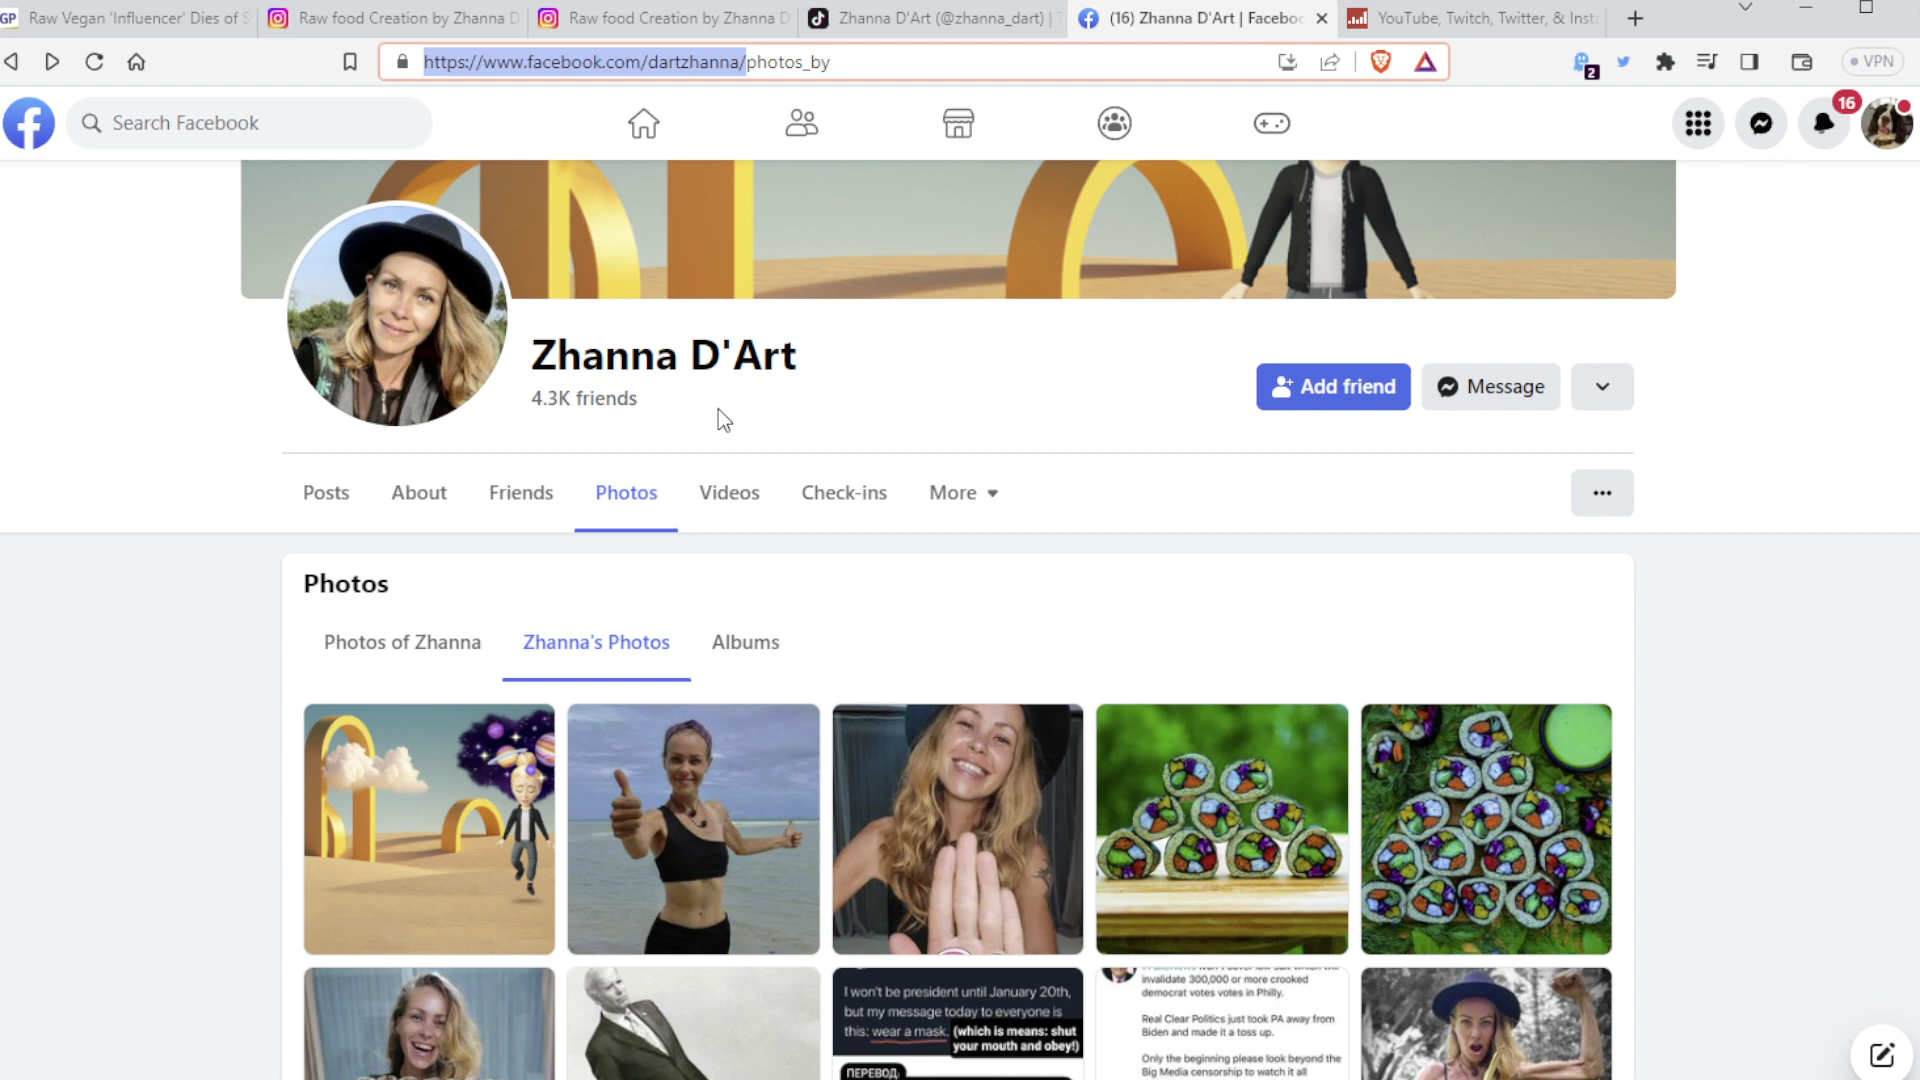 GP Raw Vegan 'Influencer' Dies of S
Raw food Creation by Zhanna D
Raw food Creation by Zhanna D
Zhanna D'Art (@zhanna_dart) | T
(16) Zhanna D'Art | Faceboo
YouTube, Twitch, Twitter, & Insta
https://www.facebook.com/dartzhanna/photos_by
2
VPN
Search Facebook
16
Zhanna D'Art
4.3K friends
Add friend
Message
Posts
About
Friends
Photos
Videos
Check-ins
More
Photos
Photos of Zhanna
Zhanna's Photos
Albums
I won't be president until January 20th,
but my message today to everyone is
this: wear a mask. (which is means: shut
your mouth and obey!)
ПЕРЕВОД
invalidate 300,000 or more crooked
democrat votes votes in Philly.
Real Clear Politics just took PA away from
Biden and made it a toss up.
Only the beginning please look beyond the
Big Media censorship to watch it all